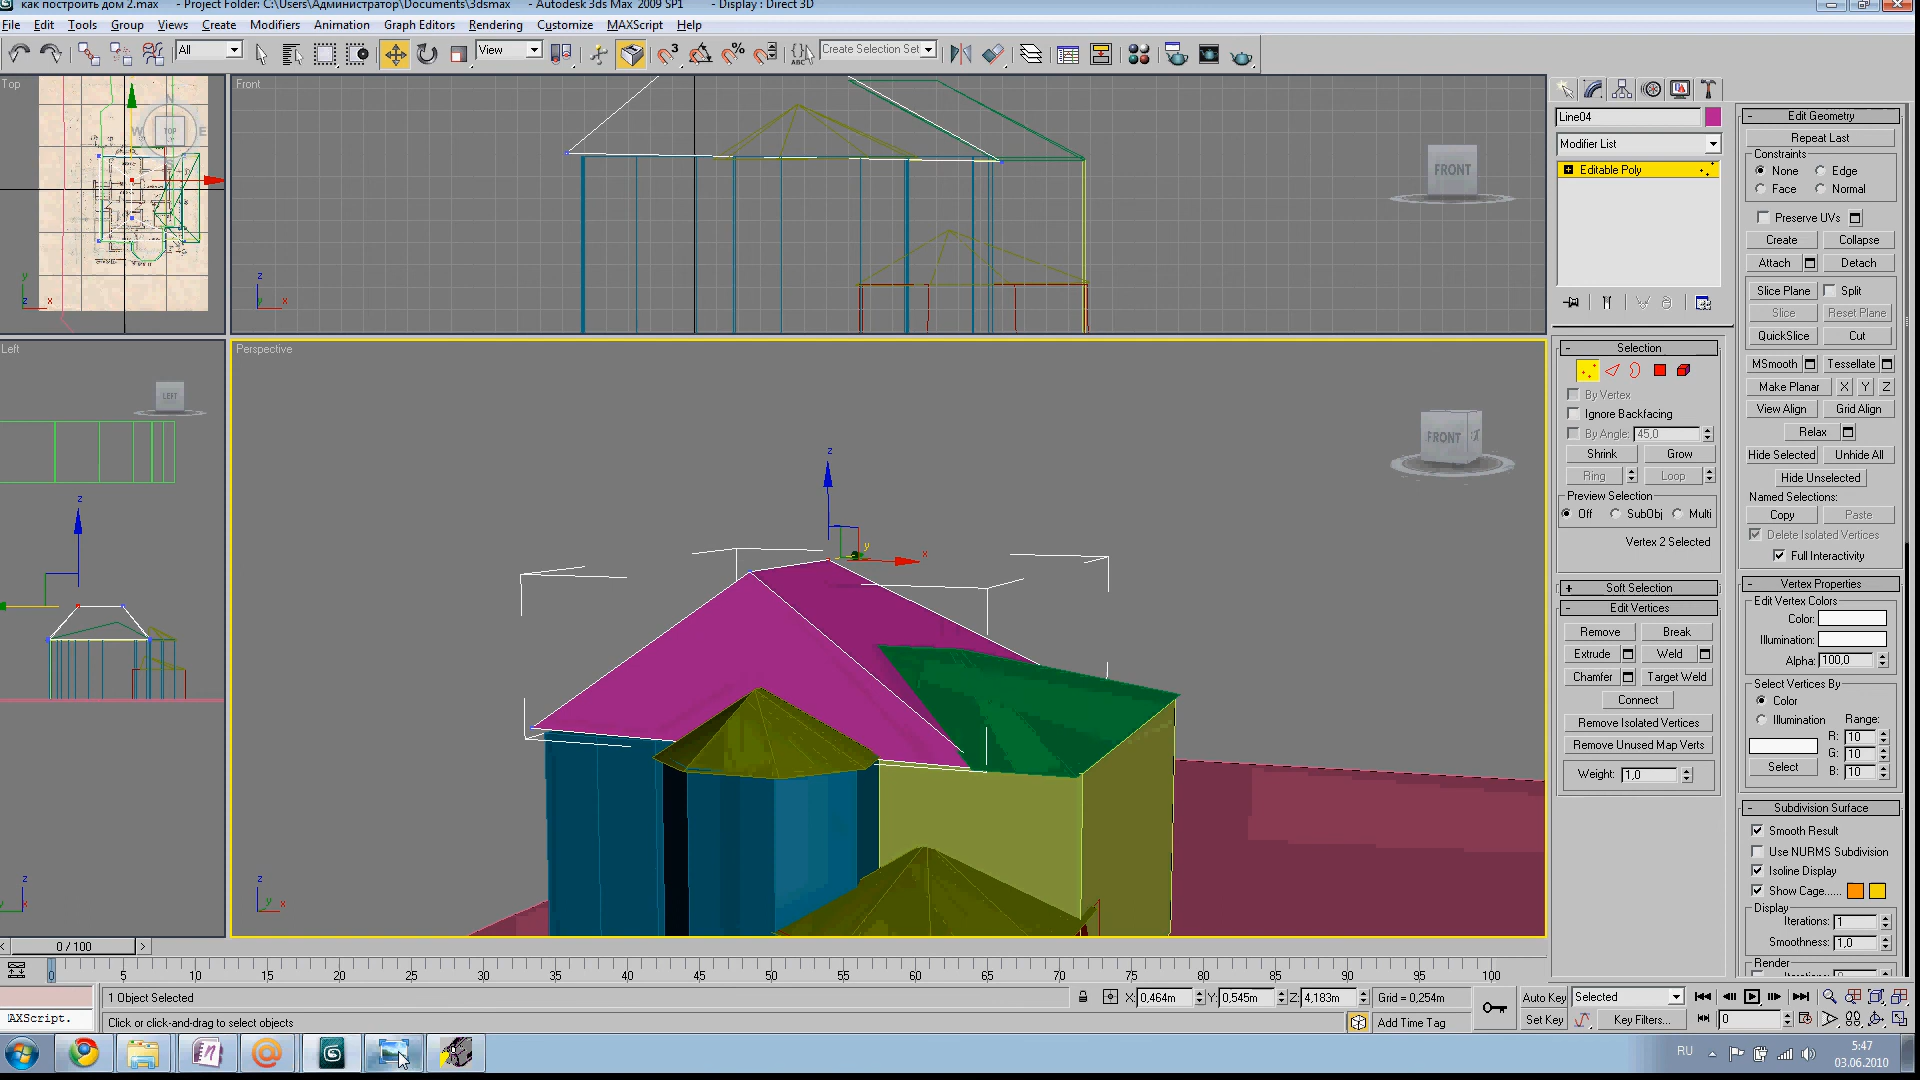 как построить дом 2.max - Project Folder: C:\Users\Администратор\Documents\3dsmax - Autodesk 3ds Max 2009 SP1 - Display : Direct 3D
File Edit Tools Group Views Create Modifiers Animation Graph Editors Rendering Customize MAXScript Help
All View Create Selection Set
Top
N
W TOP E
y
z x
Front
FRONT
z
y x
Left
LEFT
z
z
y
0 / 100
Perspective
FRONT
z
y
x
z
y x
Line04
Modifier List
Editable Poly
Selection
By Vertex
Ignore Backfacing
By Angle: 45,0
Shrink Grow
Ring Loop
Preview Selection
Off SubObj Multi
Vertex 2 Selected
Soft Selection
Edit Vertices
Remove Break
Extrude Weld
Chamfer Target Weld
Connect
Remove Isolated Vertices
Remove Unused Map Verts
Weight: 1,0
Edit Geometry
Repeat Last
Constraints
None Edge
Face Normal
Preserve UVs
Create Collapse
Attach Detach
Slice Plane Split
Slice Reset Plane
QuickSlice Cut
MSmooth Tessellate
Make Planar X Y Z
View Align Grid Align
Relax
Hide Selected Unhide All
Hide Unselected
Named Selections:
Copy Paste
Delete Isolated Vertices
Full Interactivity
Vertex Properties
Edit Vertex Colors
Color:
Illumination:
Alpha: 100,0
Select Vertices By
Color
Illumination Range:
R: 10
G: 10
B: 10
Select
Subdivision Surface
Smooth Result
Use NURMS Subdivision
Isoline Display
Show Cage......
Display
Iterations: 1
Smoothness: 1,0
Render
0 5 10 15 20 25 30 35 40 45 50 55 60 65 70 75 80 85 90 95 100
1 Object Selected
X: 0,464m Y: 0,545m Z: 4,183m Grid = 0,254m
Auto Key Selected
AXScript.
Click or click-and-drag to select objects
Add Time Tag
Set Key Key Filters... 0
RU
5:47
03.06.2010